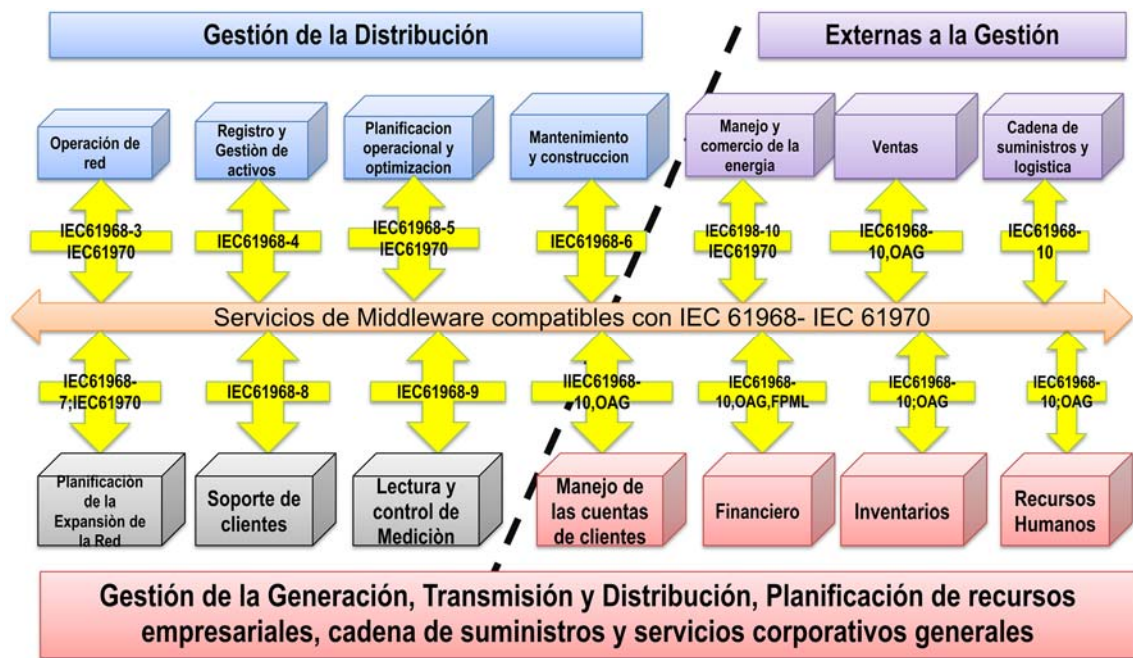 Gestión de la Distribución
Externas a la Gestión
Operación de
red
Registro y
Gestiòn de
activos
Planificacion
operacional y
optimizacion
Mantenimiento
y construccion
Manejo y
comercio de la
energia
Ventas
Cadena de
suministros y
logistica
IEC61968-3
IEC61970
IEC61968-4
IEC61968-5
IEC61970
IEC61968-6
IEC6198-10
IEC61970
IEC61968-
10,OAG
IEC61968-
10
Servicios de Middleware compatibles con IEC 61968- IEC 61970
IEC61968-
7;IEC61970
IEC61968-8
IEC61968-9
IIEC61968-
10,OAG
IEC61968-
10,OAG,FPML
IEC61968-
10;OAG
IEC61968-
10;OAG
Planificaciòn
de la
Expansiòn de
la Red
Soporte de
clientes
Lectura y
control de
Mediciòn
Manejo de
las cuentas
de clientes
Financiero
Inventarios
Recursos
Humanos
Gestión de la Generación, Transmisión y Distribución, Planificación de recursos
empresariales, cadena de suministros y servicios corporativos generales